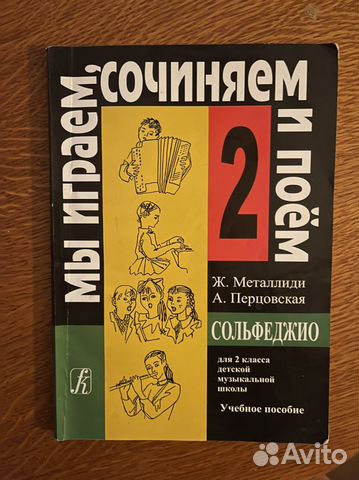 мы играем, сочиняем и поём
2
Ж. Металлиди
А. Перцовская
СОЛЬФЕДЖИО
для 2 класса
детской
музыкальной
школы
Учебное пособие
Avito